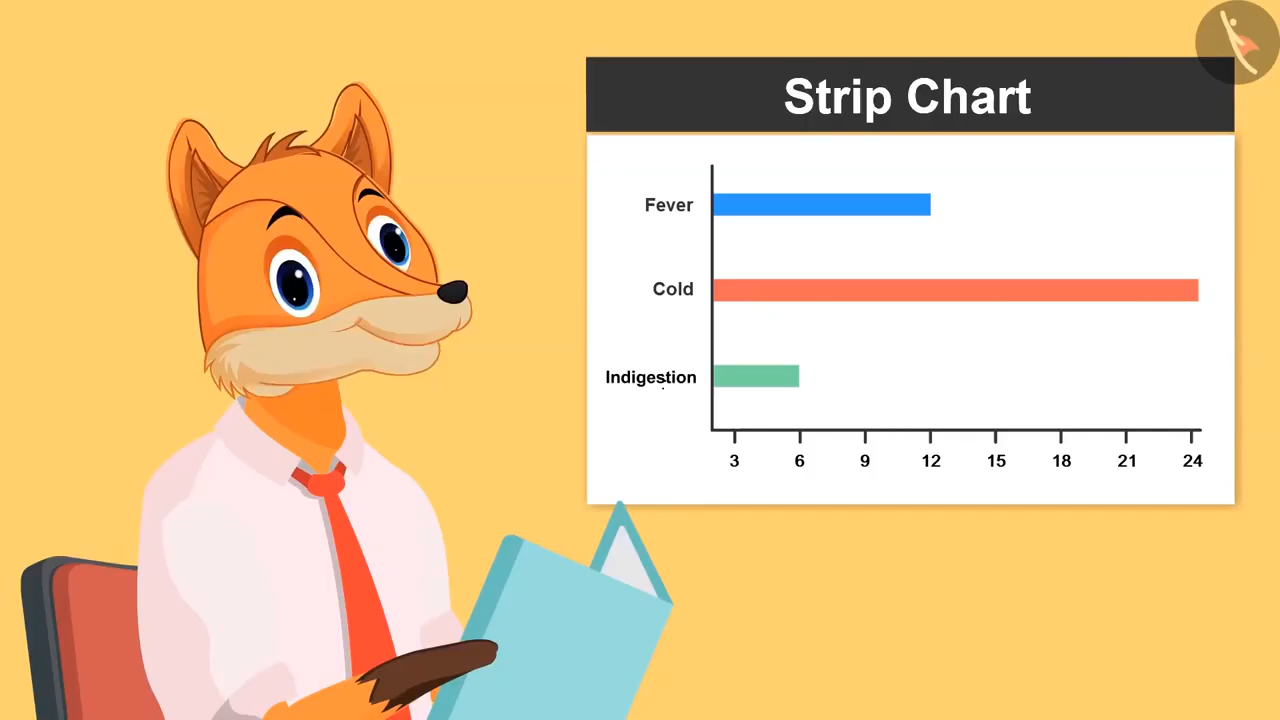 Strip Chart
Fever
Cold
Indigestion
3 6 9 12 15 18 21 24